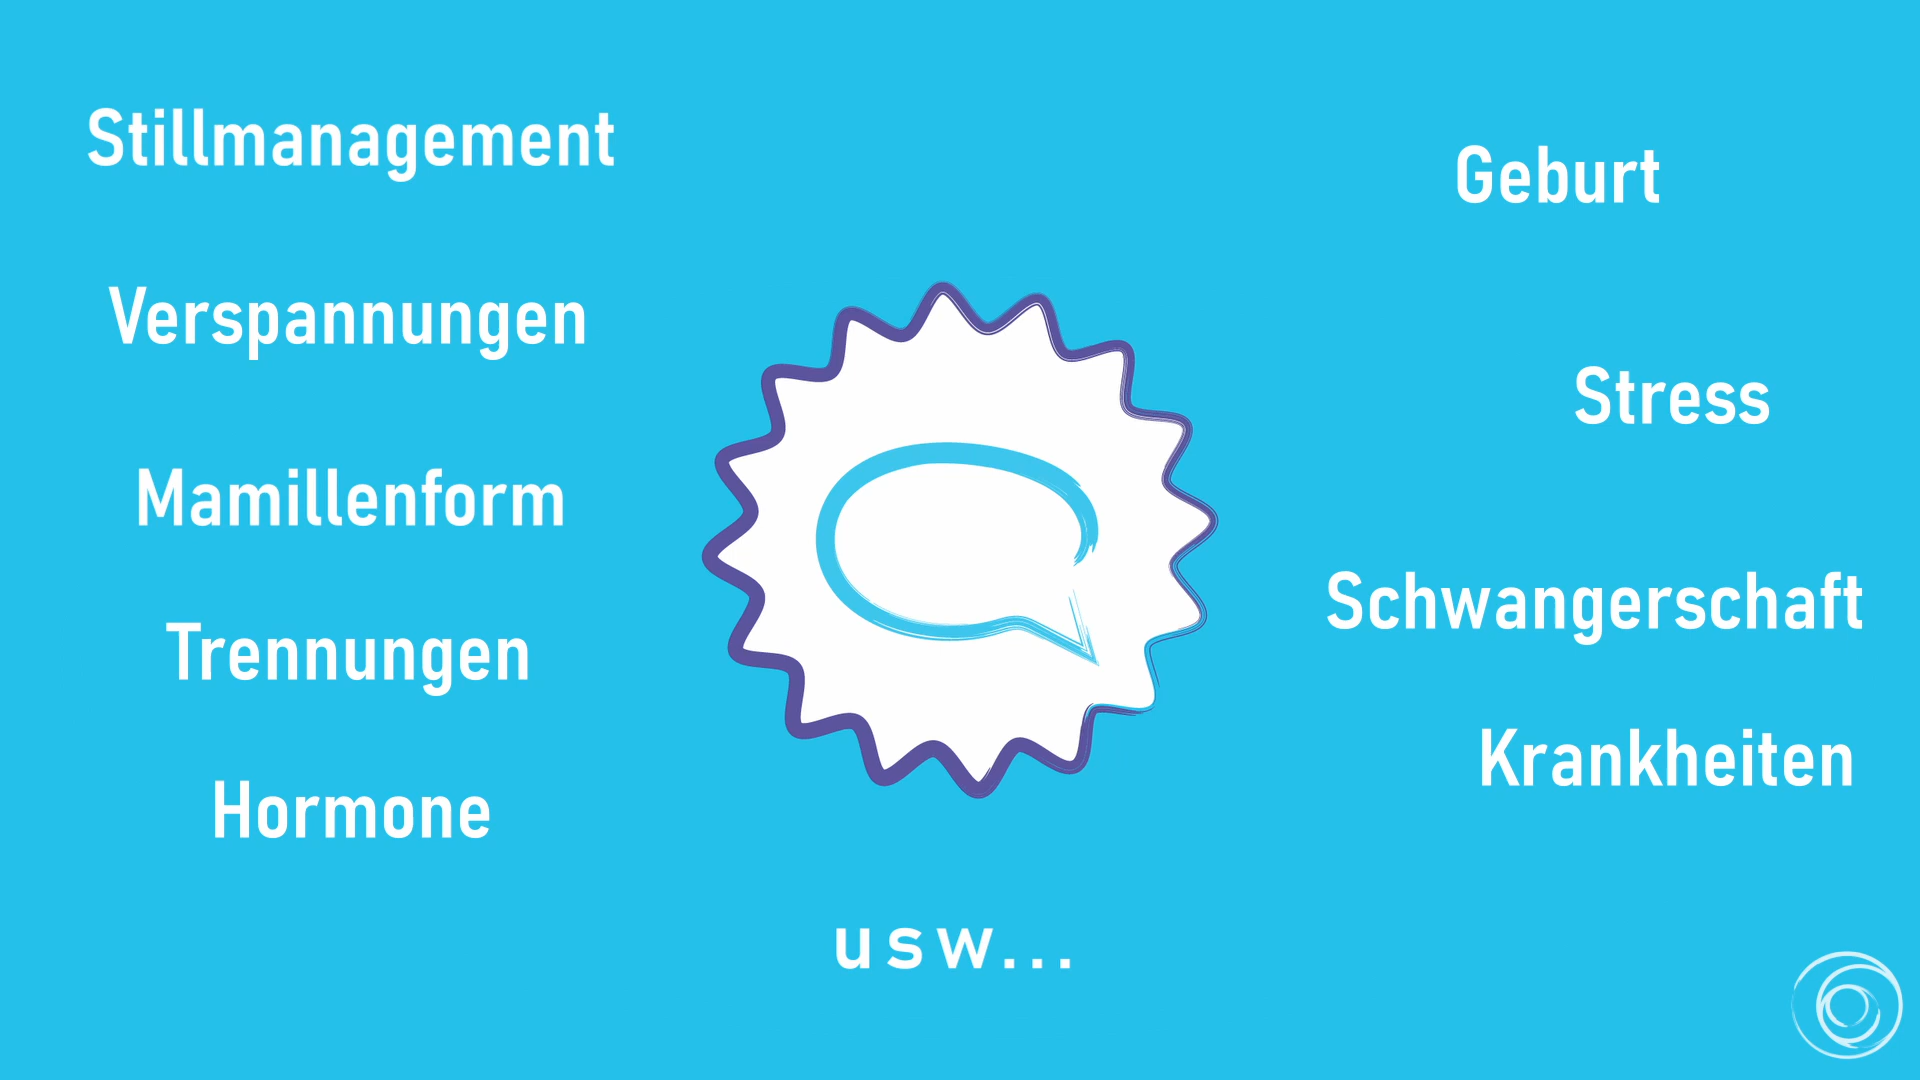 Stillmanagement
Verspannungen
Mamillenform
Trennungen
Hormone
Geburt
Stress
Schwangerschaft
Krankheiten
usw...